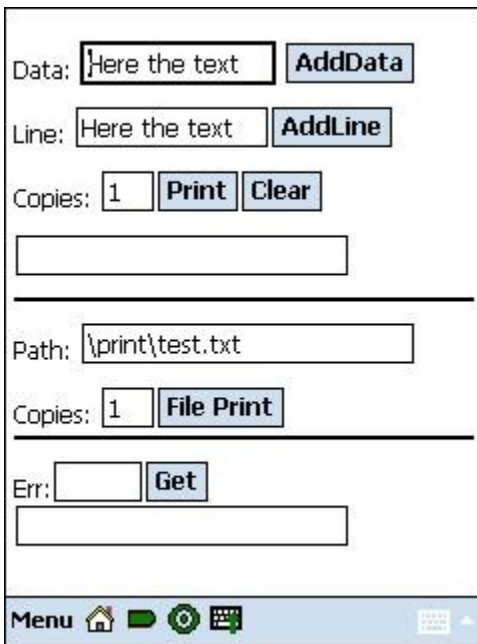 Data: Here the text AddData
Line: Here the text AddLine
Copies: 1 Print Clear
Path: \print\test.txt
Copies: 1 File Print
Err: Get
Menu